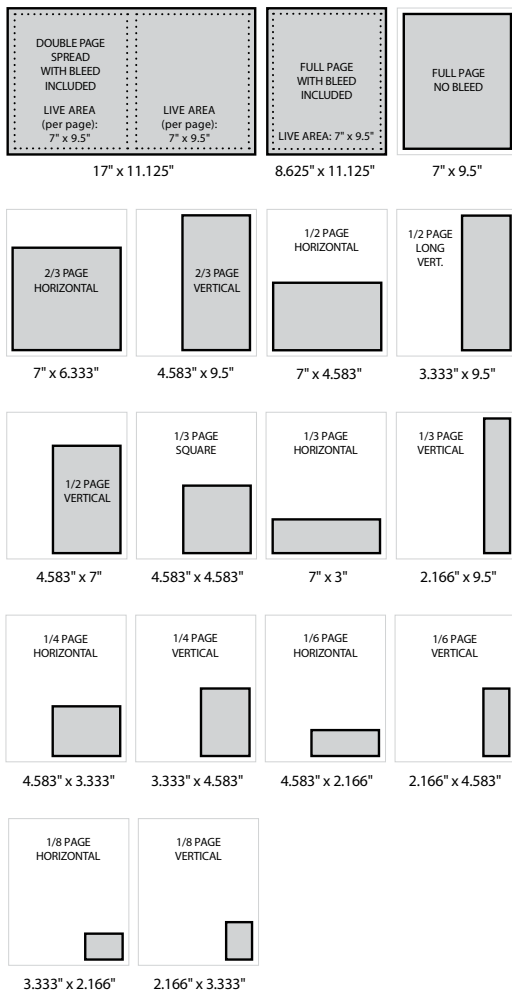 DOUBLE PAGE
SPREAD
WITH BLEED
INCLUDED
LIVE AREA
(per page):
7" x 9.5"
LIVE AREA
(per page):
7" x 9.5"
17" x 11.125"
FULL PAGE
WITH BLEED
INCLUDED
LIVE AREA: 7" x 9.5"
8.625" x 11.125"
FULL PAGE
NO BLEED
7" x 9.5"
2/3 PAGE
HORIZONTAL
7" x 6.333"
2/3 PAGE
VERTICAL
4.583" x 9.5"
1/2 PAGE
HORIZONTAL
7" x 4.583"
1/2 PAGE
LONG
VERT.
3.333" x 9.5"
1/2 PAGE
VERTICAL
4.583" x 7"
1/3 PAGE
SQUARE
4.583" x 4.583"
1/3 PAGE
HORIZONTAL
7" x 3"
1/3 PAGE
VERTICAL
2.166" x 9.5"
1/4 PAGE
HORIZONTAL
4.583" x 3.333"
1/4 PAGE
VERTICAL
3.333" x 4.583"
1/6 PAGE
HORIZONTAL
4.583" x 2.166"
1/6 PAGE
VERTICAL
2.166" x 4.583"
1/8 PAGE
HORIZONTAL
3.333" x 2.166"
1/8 PAGE
VERTICAL
2.166" x 3.333"